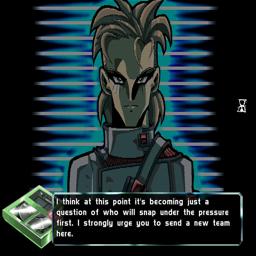 I think at this point it's becoming just a
question of who will snap under the pressure
first. I strongly urge you to send a new team
here.